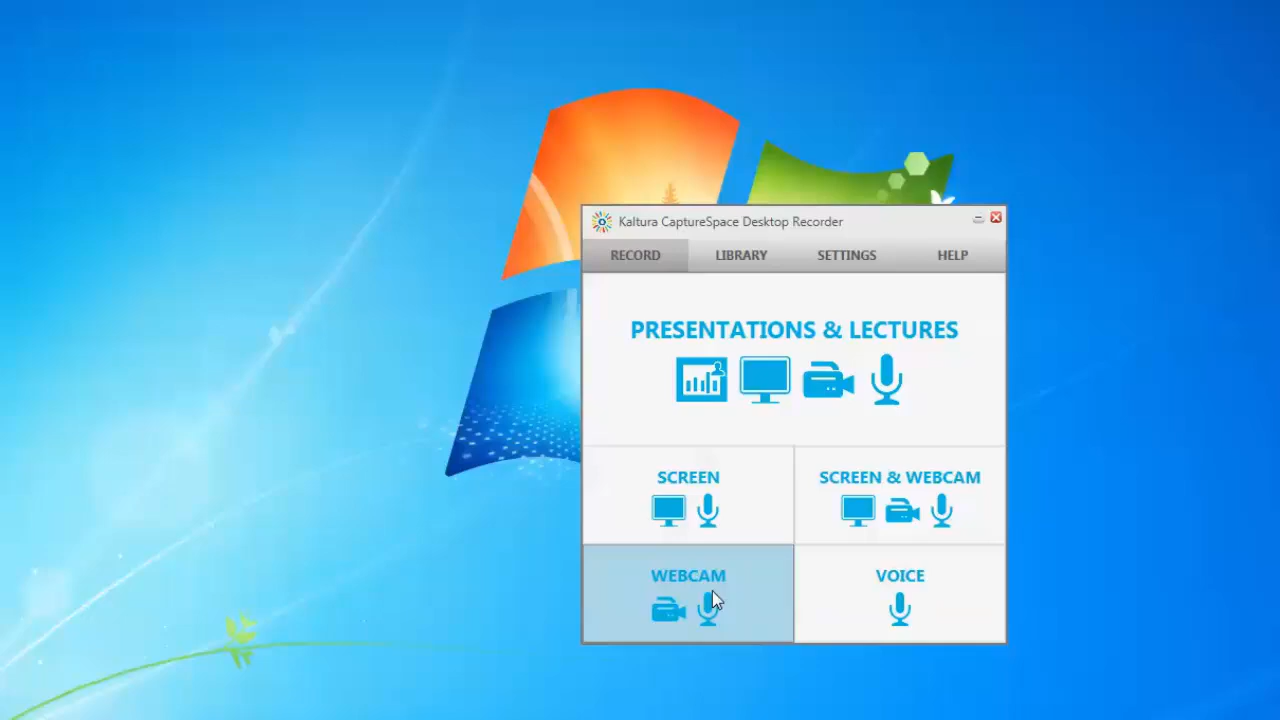 Kaltura CaptureSpace Desktop Recorder
RECORD LIBRARY SETTINGS HELP
PRESENTATIONS & LECTURES
SCREEN SCREEN & WEBCAM
WEBCAM VOICE